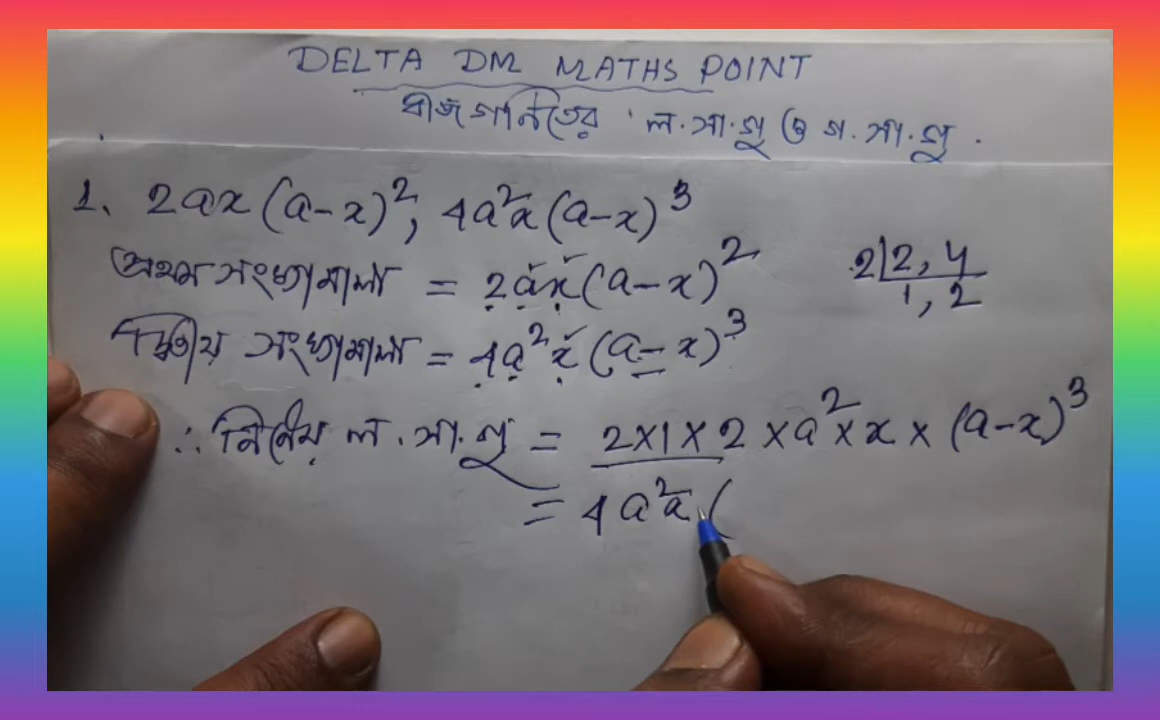 DELTA DM MATHS POINT
বীজগানিতের ল.সা.গু ও গ.সা.গু.
1. 2ax(a-x)², 4a²x(a-x)³
প্রথম সংখ্যামালা = 2ax(a-x)²
2|2, 4
1, 2
দ্বিতীয় সংখ্যামালা = 4a²x(a-x)³
∴ নির্নেয় ল.সা.গু = 2×1×2×a²×x×(a-x)³
= 4a²x(